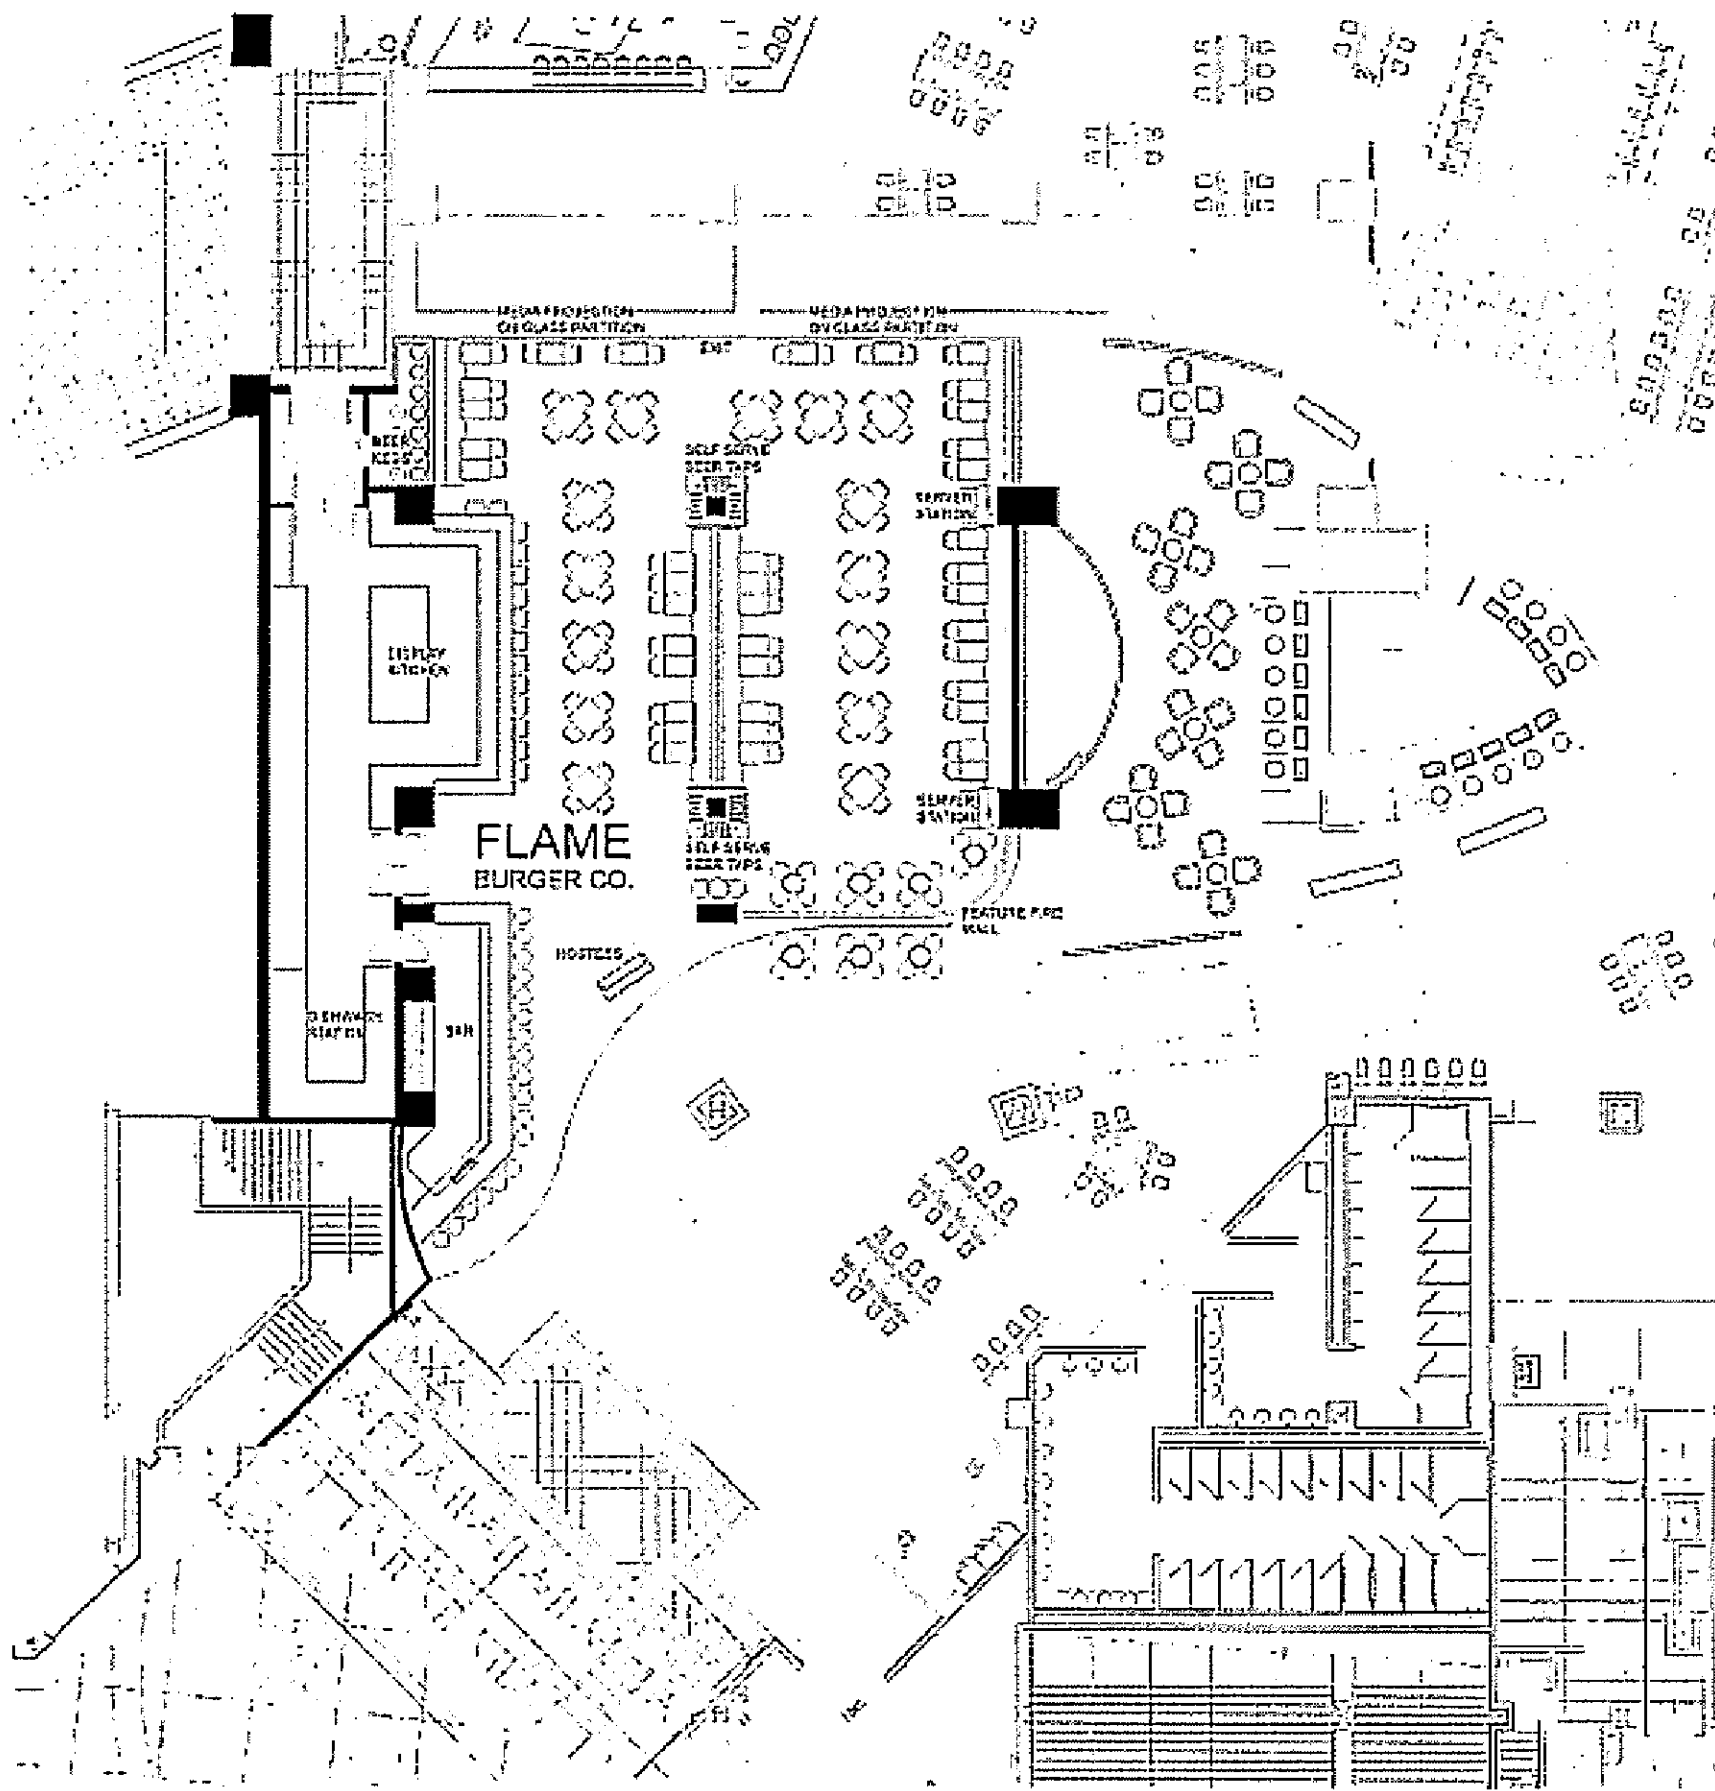 MEDIA PROJECTION
ON GLASS PARTITION
MEDIA PROJECTION
ON GLASS PARTITION
EXIT
BEER
KEGS
SELF SERVE
BEER TAPS
SERVER
STATION
DISPLAY
KITCHEN
SERVER
STATION
FLAME
BURGER CO.
SELF SERVE
BEER TAPS
FEATURE FIRE
WALL
HOSTESS
DISHWASH
STATION
BAR